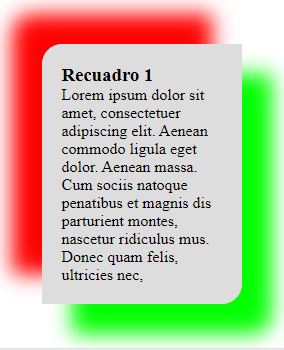 Recuadro 1
Lorem ipsum dolor sit
amet, consectetuer
adipiscing elit. Aenean
commodo ligula eget
dolor. Aenean massa.
Cum sociis natoque
penatibus et magnis dis
parturient montes,
nascetur ridiculus mus.
Donec quam felis,
ultricies nec,